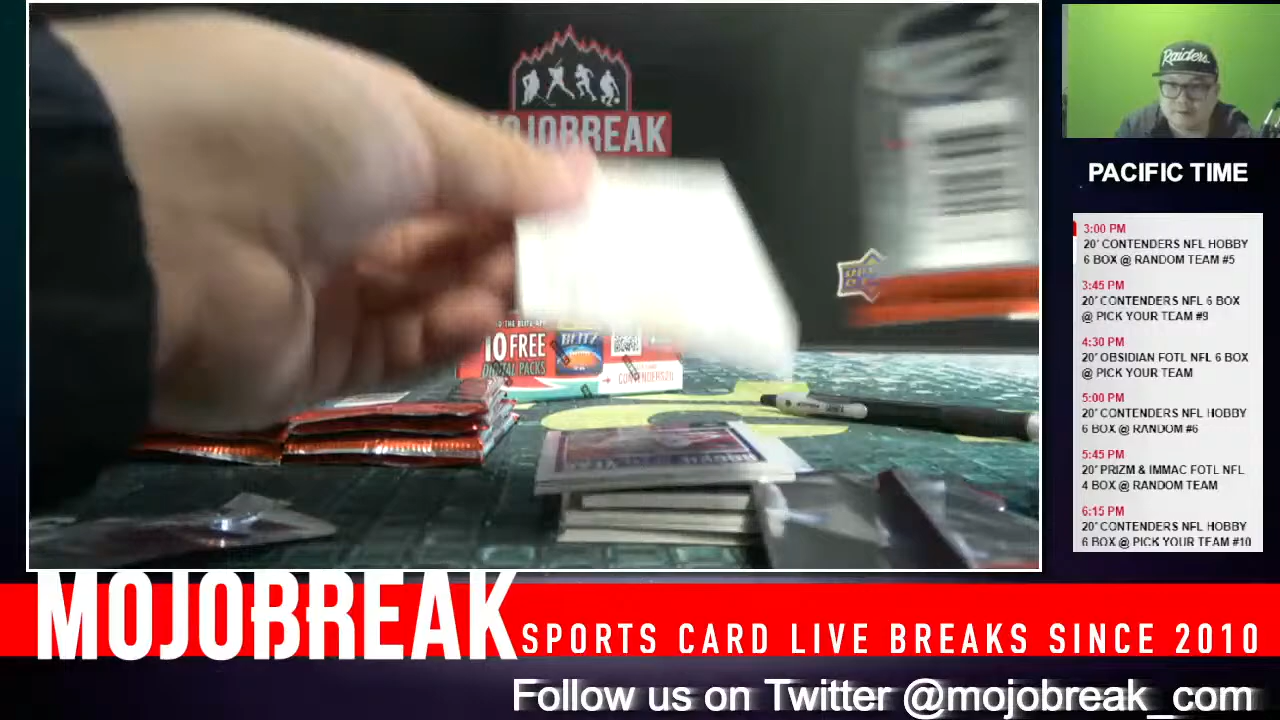 MOJOBREAK
Raiders
PACIFIC TIME
3:00 PM
20' CONTENDERS NFL HOBBY
6 BOX @ RANDOM TEAM #5
3:45 PM
20' CONTENDERS NFL 6 BOX
@ PICK YOUR TEAM #9
4:30 PM
20' OBSIDIAN FOTL NFL 6 BOX
@ PICK YOUR TEAM
5:00 PM
20' CONTENDERS NFL HOBBY
6 BOX @ RANDOM #6
5:45 PM
20' PRIZM & IMMAC FOTL NFL
4 BOX @ RANDOM TEAM
6:15 PM
20' CONTENDERS NFL HOBBY
6 BOX @ PICK YOUR TEAM #10
10 FREE
DIGITAL PACKS
BLITZ
CONTENDERS20
MOJOBREAK
SPORTS CARD LIVE BREAKS SINCE 2010
Follow us on Twitter @mojobreak_com